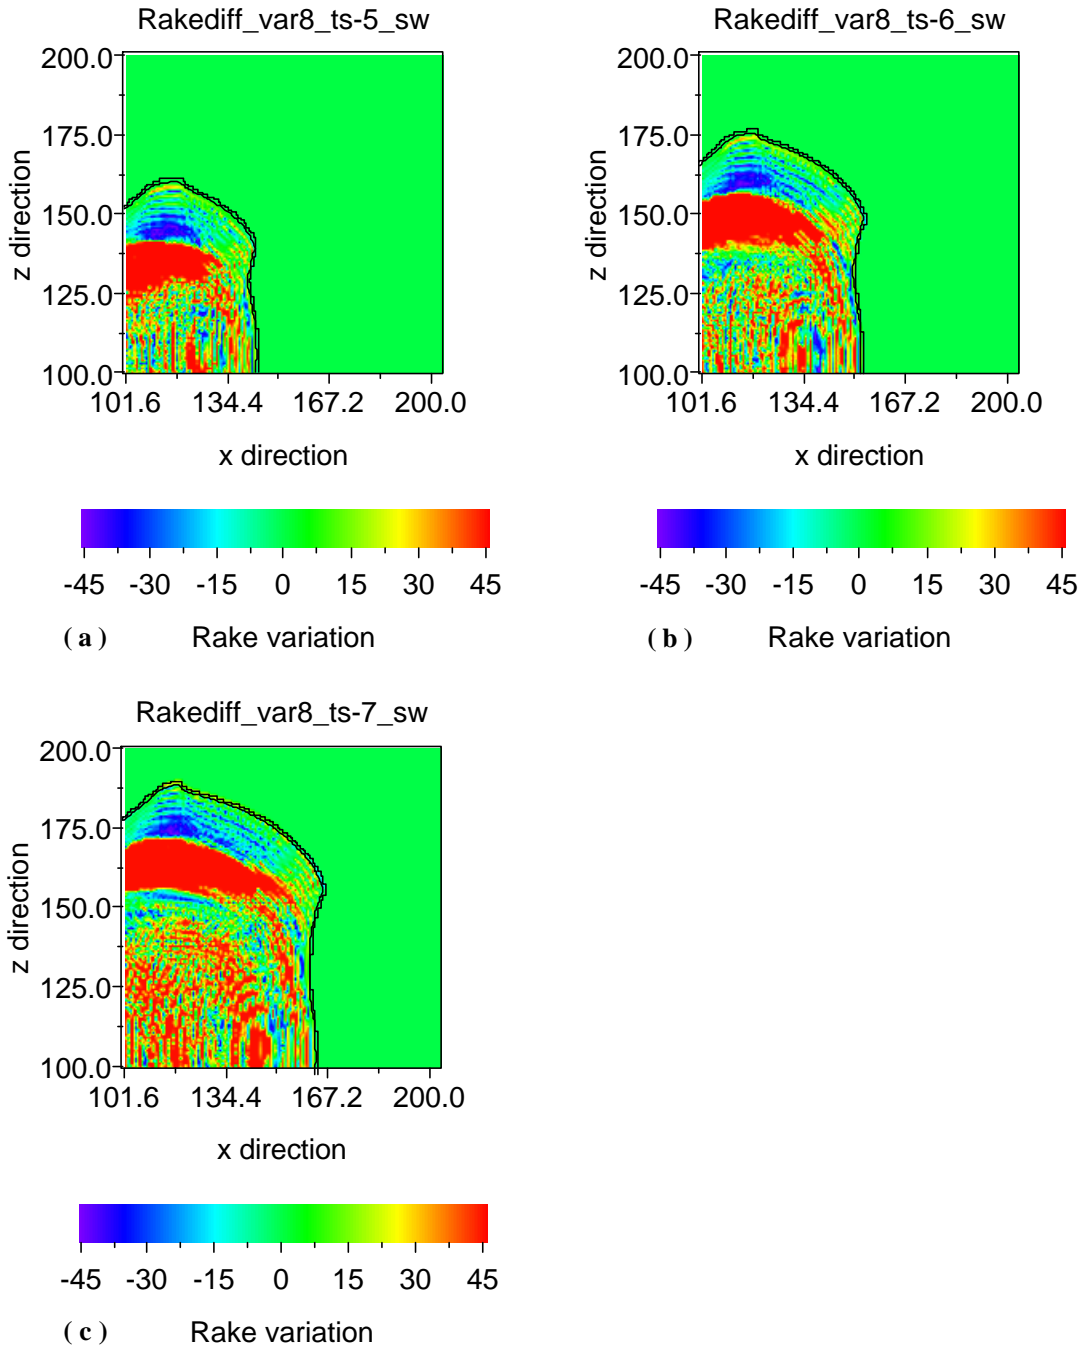 Rakediff_var8_ts-5_sw
200.0
175.0
150.0
125.0
100.0
z direction
101.6 134.4 167.2 200.0
x direction
-45 -30 -15 0 15 30 45
( a ) Rake variation
Rakediff_var8_ts-6_sw
200.0
175.0
150.0
125.0
100.0
z direction
101.6 134.4 167.2 200.0
x direction
-45 -30 -15 0 15 30 45
( b ) Rake variation
Rakediff_var8_ts-7_sw
200.0
175.0
150.0
125.0
100.0
z direction
101.6 134.4 167.2 200.0
x direction
-45 -30 -15 0 15 30 45
( c ) Rake variation